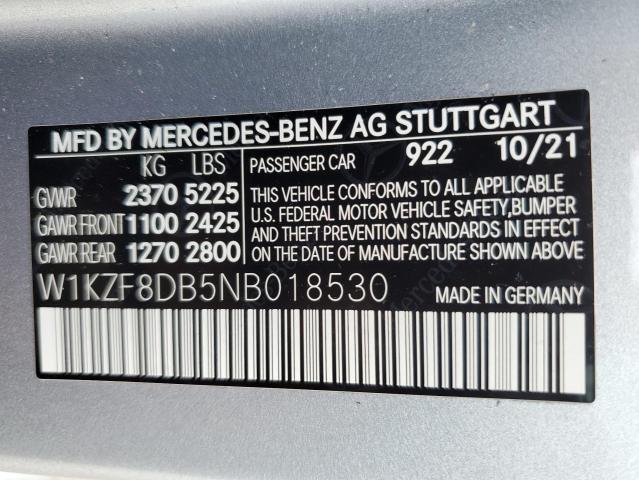 MFD BY MERCEDES-BENZ AG STUTTGART
KG LBS
GVWR 2370 5225
GAWR FRONT 1100 2425
GAWR REAR 1270 2800
PASSENGER CAR 922 10/21
THIS VEHICLE CONFORMS TO ALL APPLICABLE
U.S. FEDERAL MOTOR VEHICLE SAFETY,BUMPER
AND THEFT PREVENTION STANDARDS IN EFFECT
ON THE DATE OF MANUFACTURE SHOWN ABOVE.
W1KZF8DB5NB018530 MADE IN GERMANY